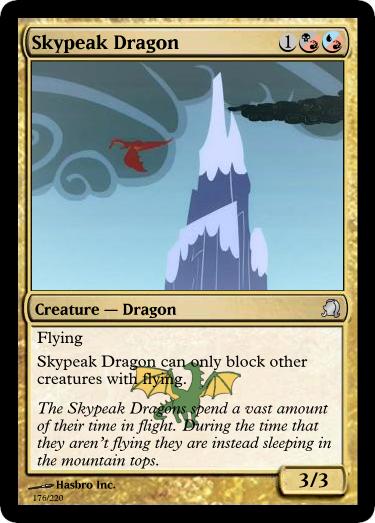 Skypeak Dragon 1
Creature — Dragon
Flying
Skypeak Dragon can only block other
creatures with flying.
The Skypeak Dragons spend a vast amount
of their time in flight. During the time that
they aren't flying they are instead sleeping in
the mountain tops.
3/3
Hasbro Inc.
176/220